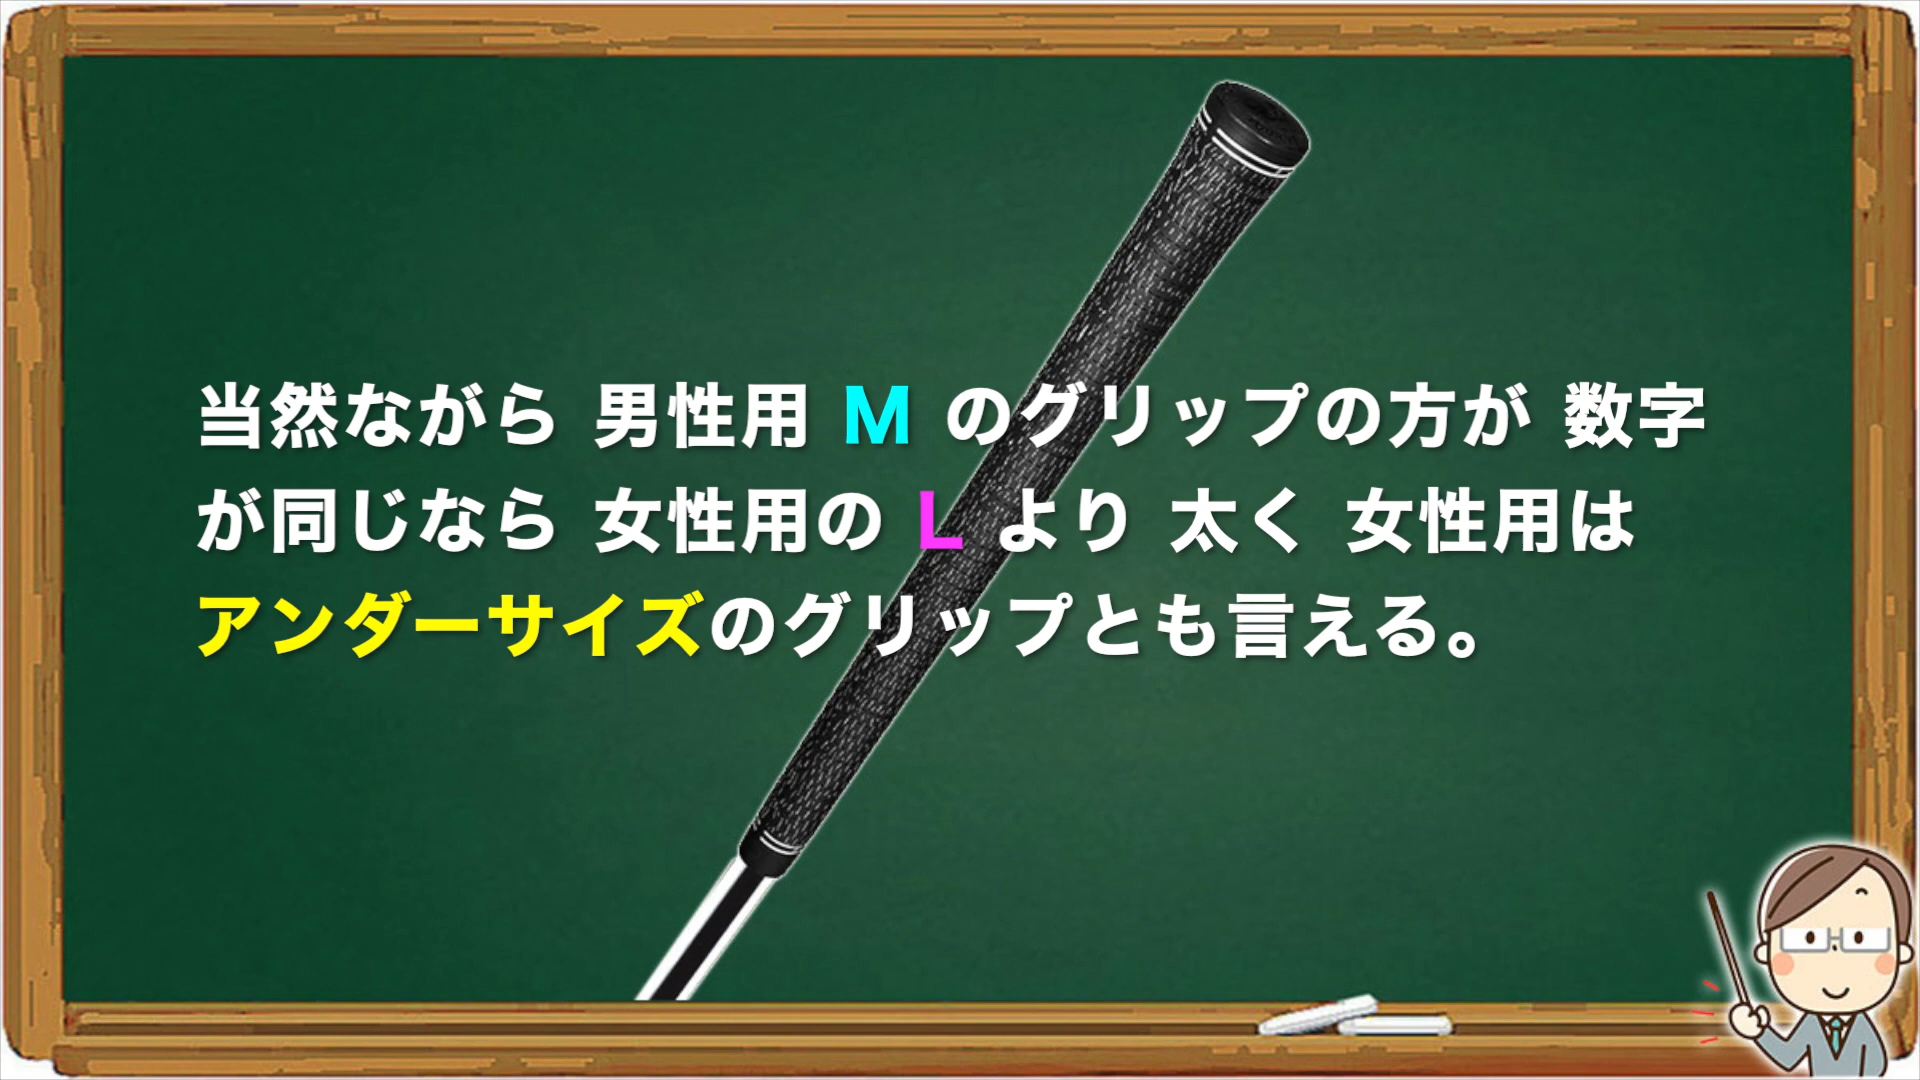 当然ながら 男性用 M のグリップの方が 数字
が同じなら 女性用の L より 太く 女性用は
アンダーサイズのグリップとも言える。